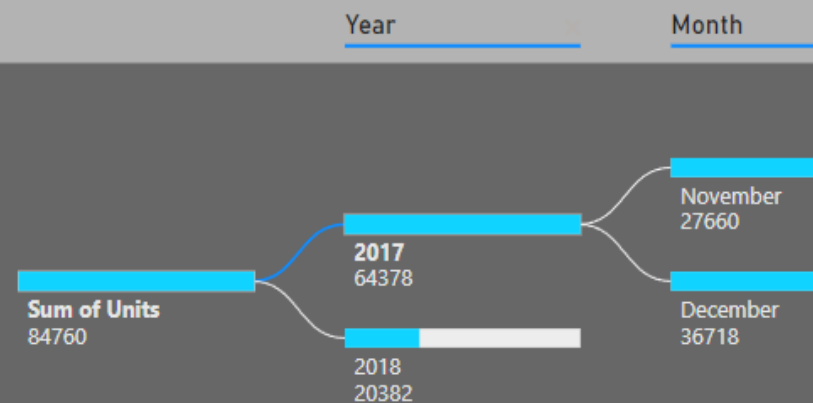 Year
Month
November
27660
2017
64378
Sum of Units
84760
December
36718
2018
20382